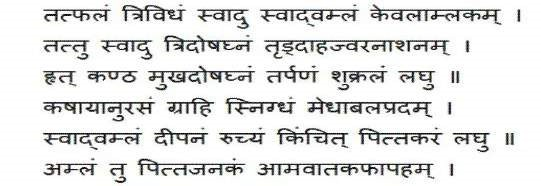 तत्फलं त्रिविधं स्वादु स्वाद्वम्लं केवलाम्लकम् ।
तत्तु स्वादु त्रिदोषघ्नं तृड्दाहज्वरनाशनम् ।
हृत् कण्ठ मुखदोषघ्नं तर्पणं शुक्रलं लघु ॥
कषायानुरसं ग्राहि स्निग्धं मेधाबलप्रदम् ।
स्वाद्वम्लं दीपनं रुच्यं किंचित् पित्तकरं लघु ॥
अम्लं तु पित्तजनकं आमवातकफापहम् ।